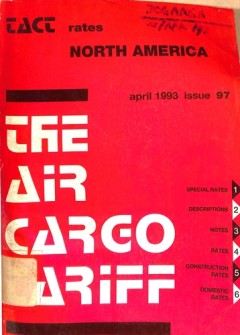 TACT rates
NORTH AMERICA
april 1993 issue 97
THE
AIR
CARGO
TARIFF
SPECIAL RATES 1
DESCRIPTIONS 2
NOTES 3
RATES 4
CONSTRUCTION
RATES 5
DOMESTIC
RATES 6